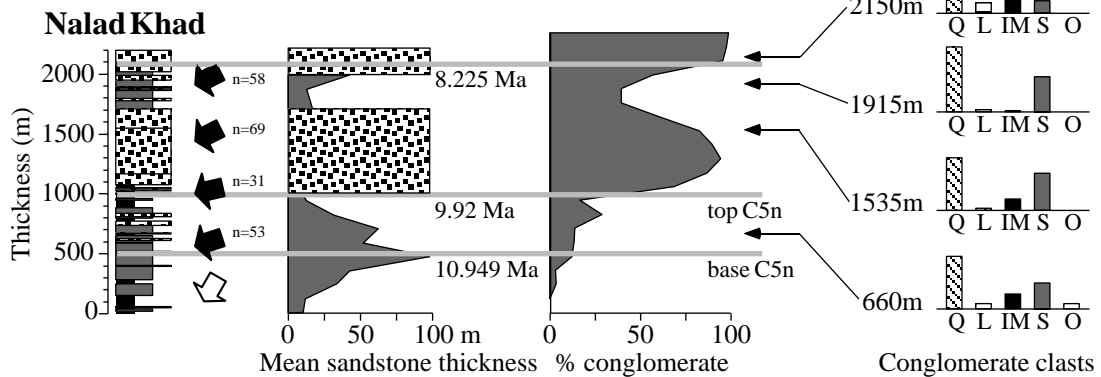 Nalad Khad
2150m
Q L IM S O
2000
n=58
8.225 Ma
1915m
Q L IM S O
1500
n=69
1535m
1000
n=31
9.92 Ma
top C5n
Q L IM S O
500
n=53
10.949 Ma
base C5n
660m
0
Q L IM S O
Thickness (m)
0 50 100 m
0 50 100
Mean sandstone thickness
% conglomerate
Conglomerate clasts